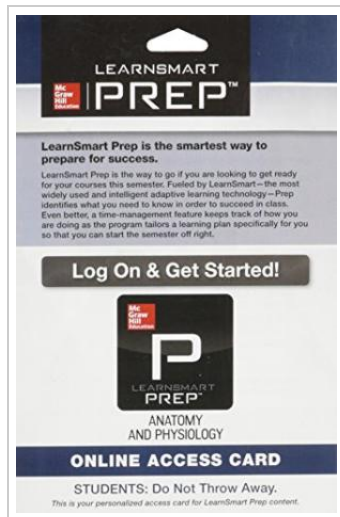 LEARNSMART
Mc
Graw
Hill
Education
PREP™
LearnSmart Prep is the smartest way to
prepare for success.
LearnSmart Prep is the way to go if you are looking to get ready
for your courses this semester. Fueled by LearnSmart—the most
widely used and intelligent adaptive learning technology—Prep
identifies what you need to know in order to succeed in class.
Even better, a time-management feature keeps track of how you
are doing as the program tailors a learning plan specifically for you
so that you can start the semester off right.
Log On & Get Started!
Mc
Graw
Hill
Education
P
LEARNSMART
PREP™
ANATOMY
AND PHYSIOLOGY
ONLINE ACCESS CARD
STUDENTS: Do Not Throw Away.
This is your personalized access card for LearnSmart Prep content.